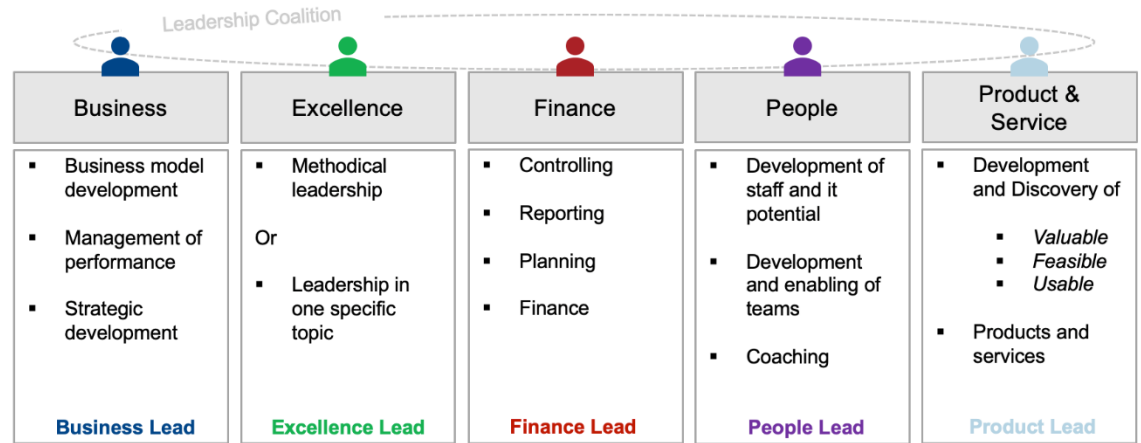 Leadership Coalition
Business
▪ Business model
development
▪ Management of
performance
▪ Strategic
development
Business Lead
Excellence
▪ Methodical
leadership
Or
▪ Leadership in
one specific
topic
Excellence Lead
Finance
▪ Controlling
▪ Reporting
▪ Planning
▪ Finance
Finance Lead
People
▪ Development of
staff and it
potential
▪ Development
and enabling of
teams
▪ Coaching
People Lead
Product &
Service
▪ Development
and Discovery of
▪ Valuable
▪ Feasible
▪ Usable
▪ Products and
services
Product Lead